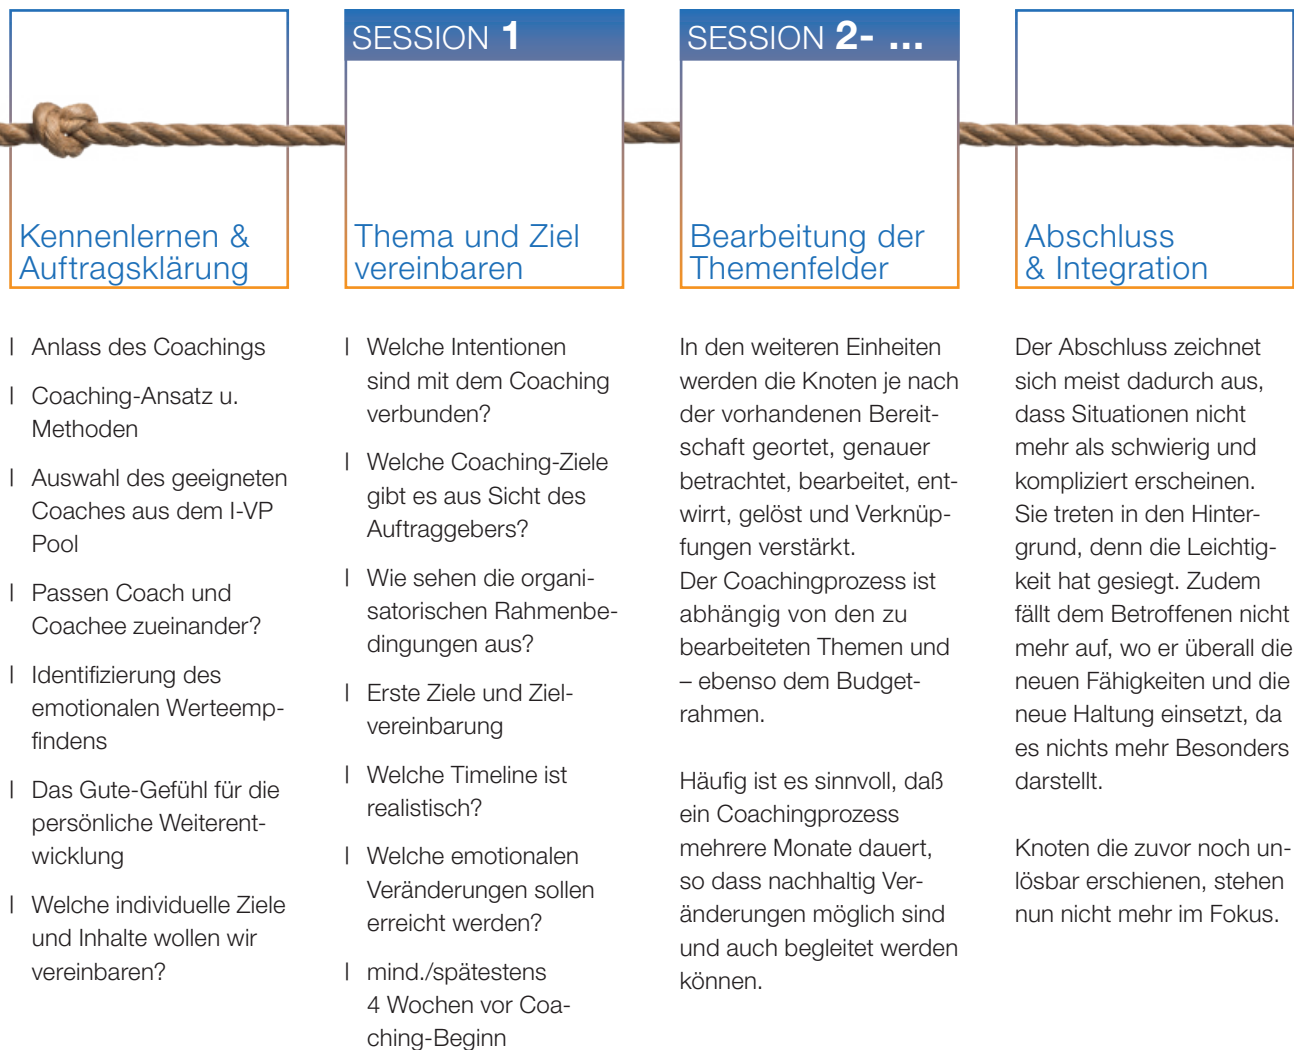 Kennenlernen &
Auftragsklärung
l Anlass des Coachings
l Coaching-Ansatz u.
Methoden
l Auswahl des geeigneten
Coaches aus dem I-VP
Pool
l Passen Coach und
Coachee zueinander?
l Identifizierung des
emotionalen Werteemp-
findens
l Das Gute-Gefühl für die
persönliche Weiterent-
wicklung
l Welche individuelle Ziele
und Inhalte wollen wir
vereinbaren?
SESSION 1
Thema und Ziel
vereinbaren
l Welche Intentionen
sind mit dem Coaching
verbunden?
l Welche Coaching-Ziele
gibt es aus Sicht des
Auftraggebers?
l Wie sehen die organi-
satorischen Rahmenbe-
dingungen aus?
l Erste Ziele und Ziel-
vereinbarung
l Welche Timeline ist
realistisch?
l Welche emotionalen
Veränderungen sollen
erreicht werden?
l mind./spätestens
4 Wochen vor Coa-
ching-Beginn
SESSION 2- ...
Bearbeitung der
Themenfelder
In den weiteren Einheiten
werden die Knoten je nach
der vorhandenen Bereit-
schaft geortet, genauer
betrachtet, bearbeitet, ent-
wirrt, gelöst und Verknüp-
fungen verstärkt.
Der Coachingprozess ist
abhängig von den zu
bearbeiteten Themen und
– ebenso dem Budget-
rahmen.
Häufig ist es sinnvoll, daß
ein Coachingprozess
mehrere Monate dauert,
so dass nachhaltig Ver-
änderungen möglich sind
und auch begleitet werden
können.
Abschluss
& Integration
Der Abschluss zeichnet
sich meist dadurch aus,
dass Situationen nicht
mehr als schwierig und
kompliziert erscheinen.
Sie treten in den Hinter-
grund, denn die Leichtig-
keit hat gesiegt. Zudem
fällt dem Betroffenen nicht
mehr auf, wo er überall die
neuen Fähigkeiten und die
neue Haltung einsetzt, da
es nichts mehr Besonders
darstellt.
Knoten die zuvor noch un-
lösbar erschienen, stehen
nun nicht mehr im Fokus.